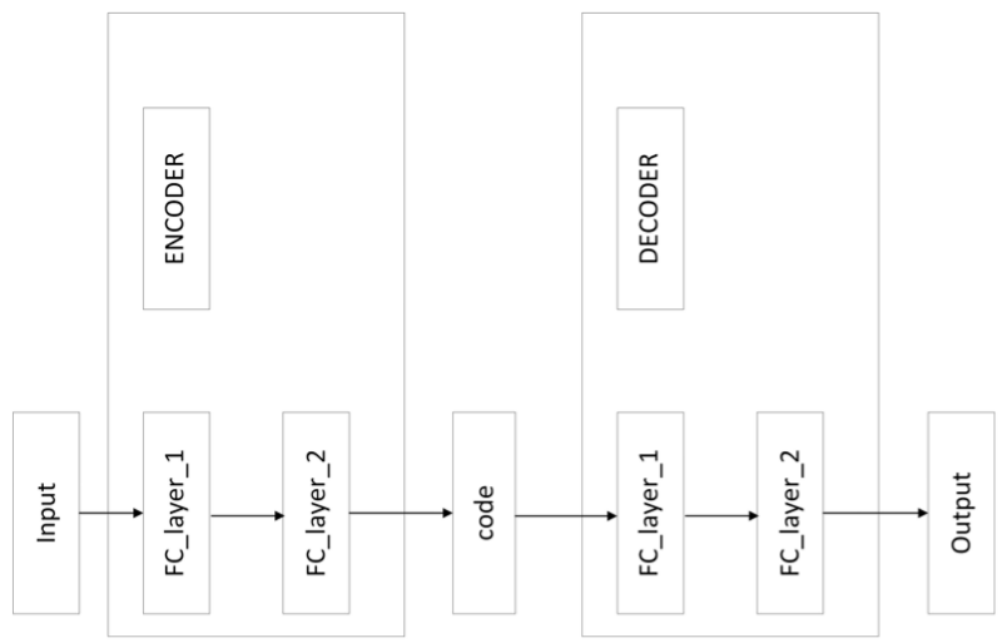 ENCODER
DECODER
Input
FC_layer_1
FC_layer_2
code
FC_layer_1
FC_layer_2
Output